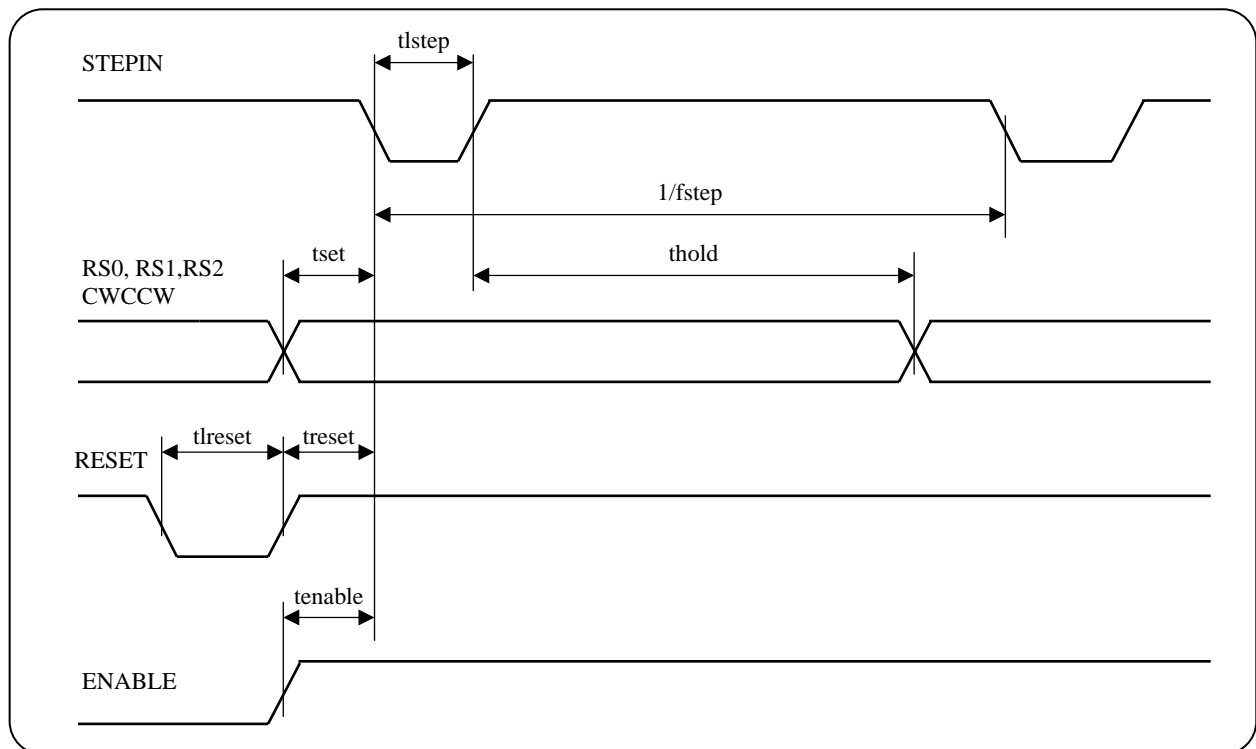 tlstep
STEPIN
1/fstep
tset
thold
RS0, RS1,RS2
CWCCW
tlreset
treset
RESET
tenable
ENABLE